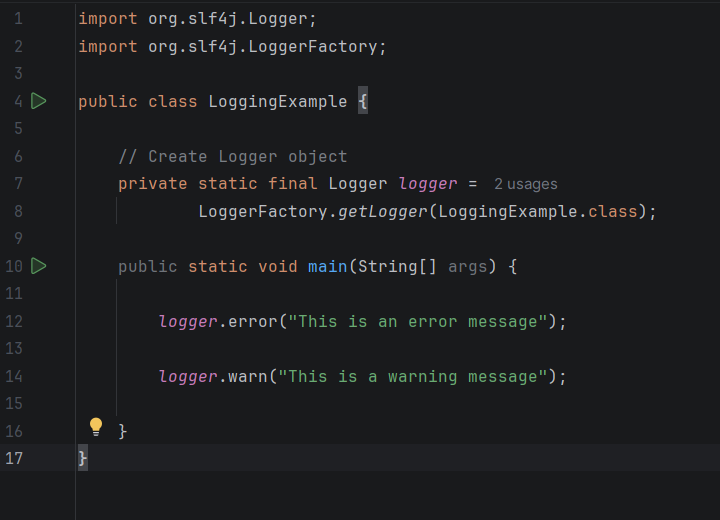 1 import org.slf4j.Logger;
2 import org.slf4j.LoggerFactory;
3
4 public class LoggingExample {
5
6 // Create Logger object
7 private static final Logger logger = 2 usages
8 LoggerFactory.getLogger(LoggingExample.class);
9
10 public static void main(String[] args) {
11
12 logger.error("This is an error message");
13
14 logger.warn("This is a warning message");
15
16 }
17 }